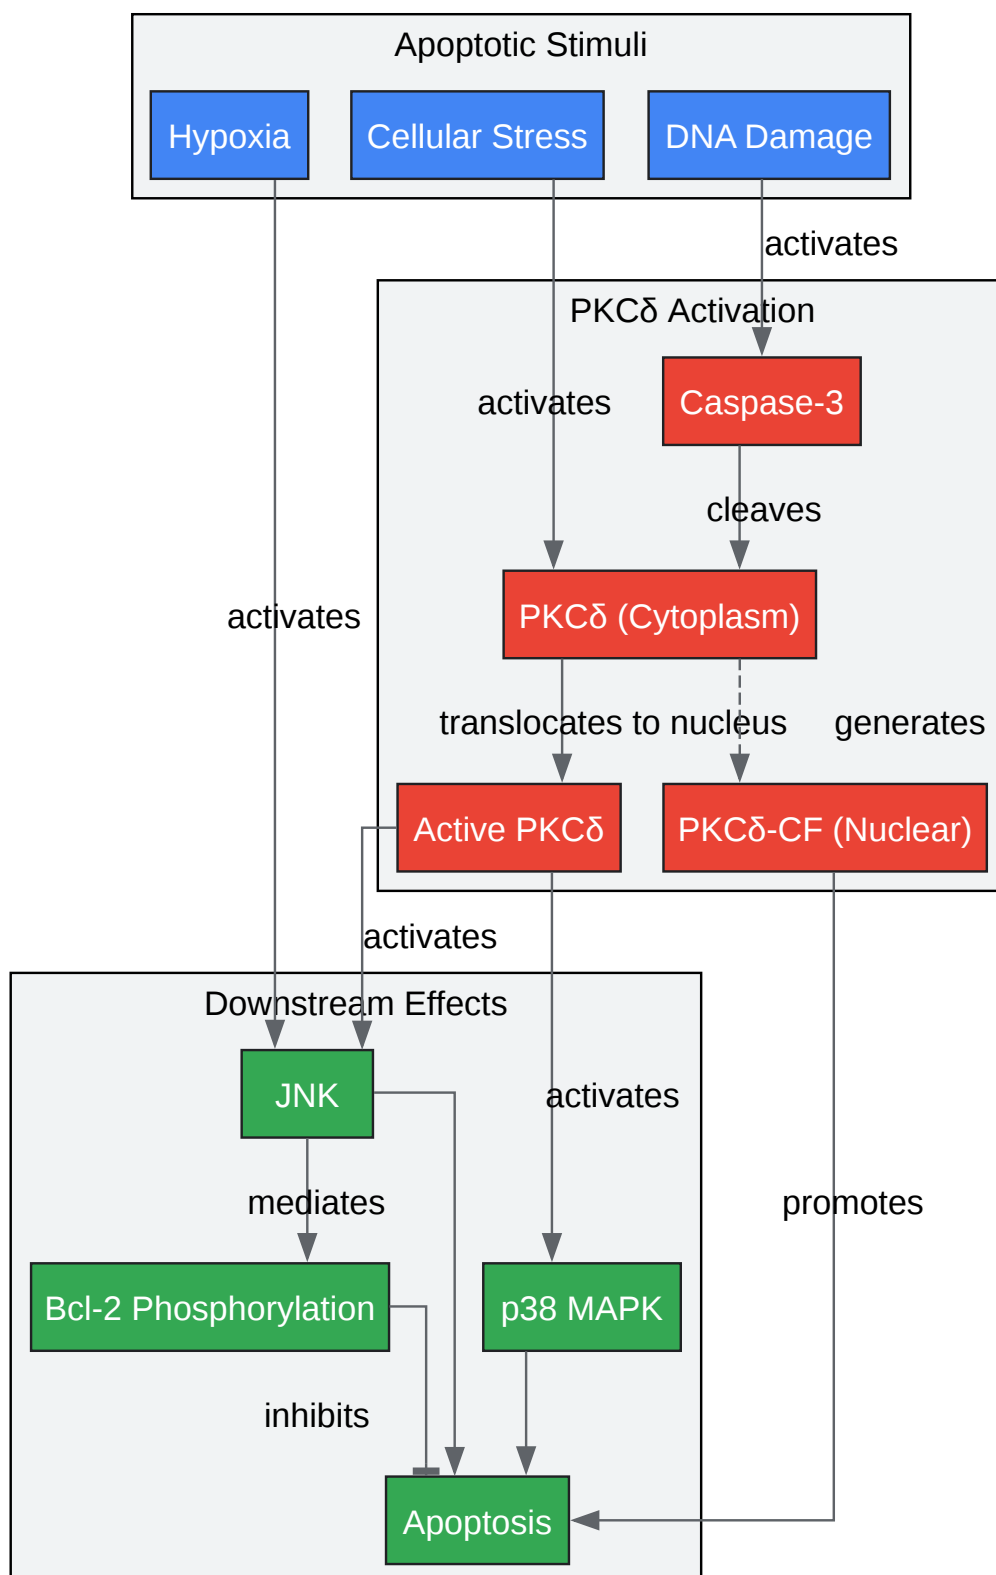 Apoptotic Stimuli
Hypoxia
Cellular Stress
DNA Damage
activates
PKCδ Activation
Caspase-3
activates
cleaves
activates
PKCδ (Cytoplasm)
translocates to nucleus
generates
Active PKCδ
PKCδ-CF (Nuclear)
activates
Downstream Effects
JNK
activates
mediates
promotes
Bcl-2 Phosphorylation
p38 MAPK
inhibits
Apoptosis